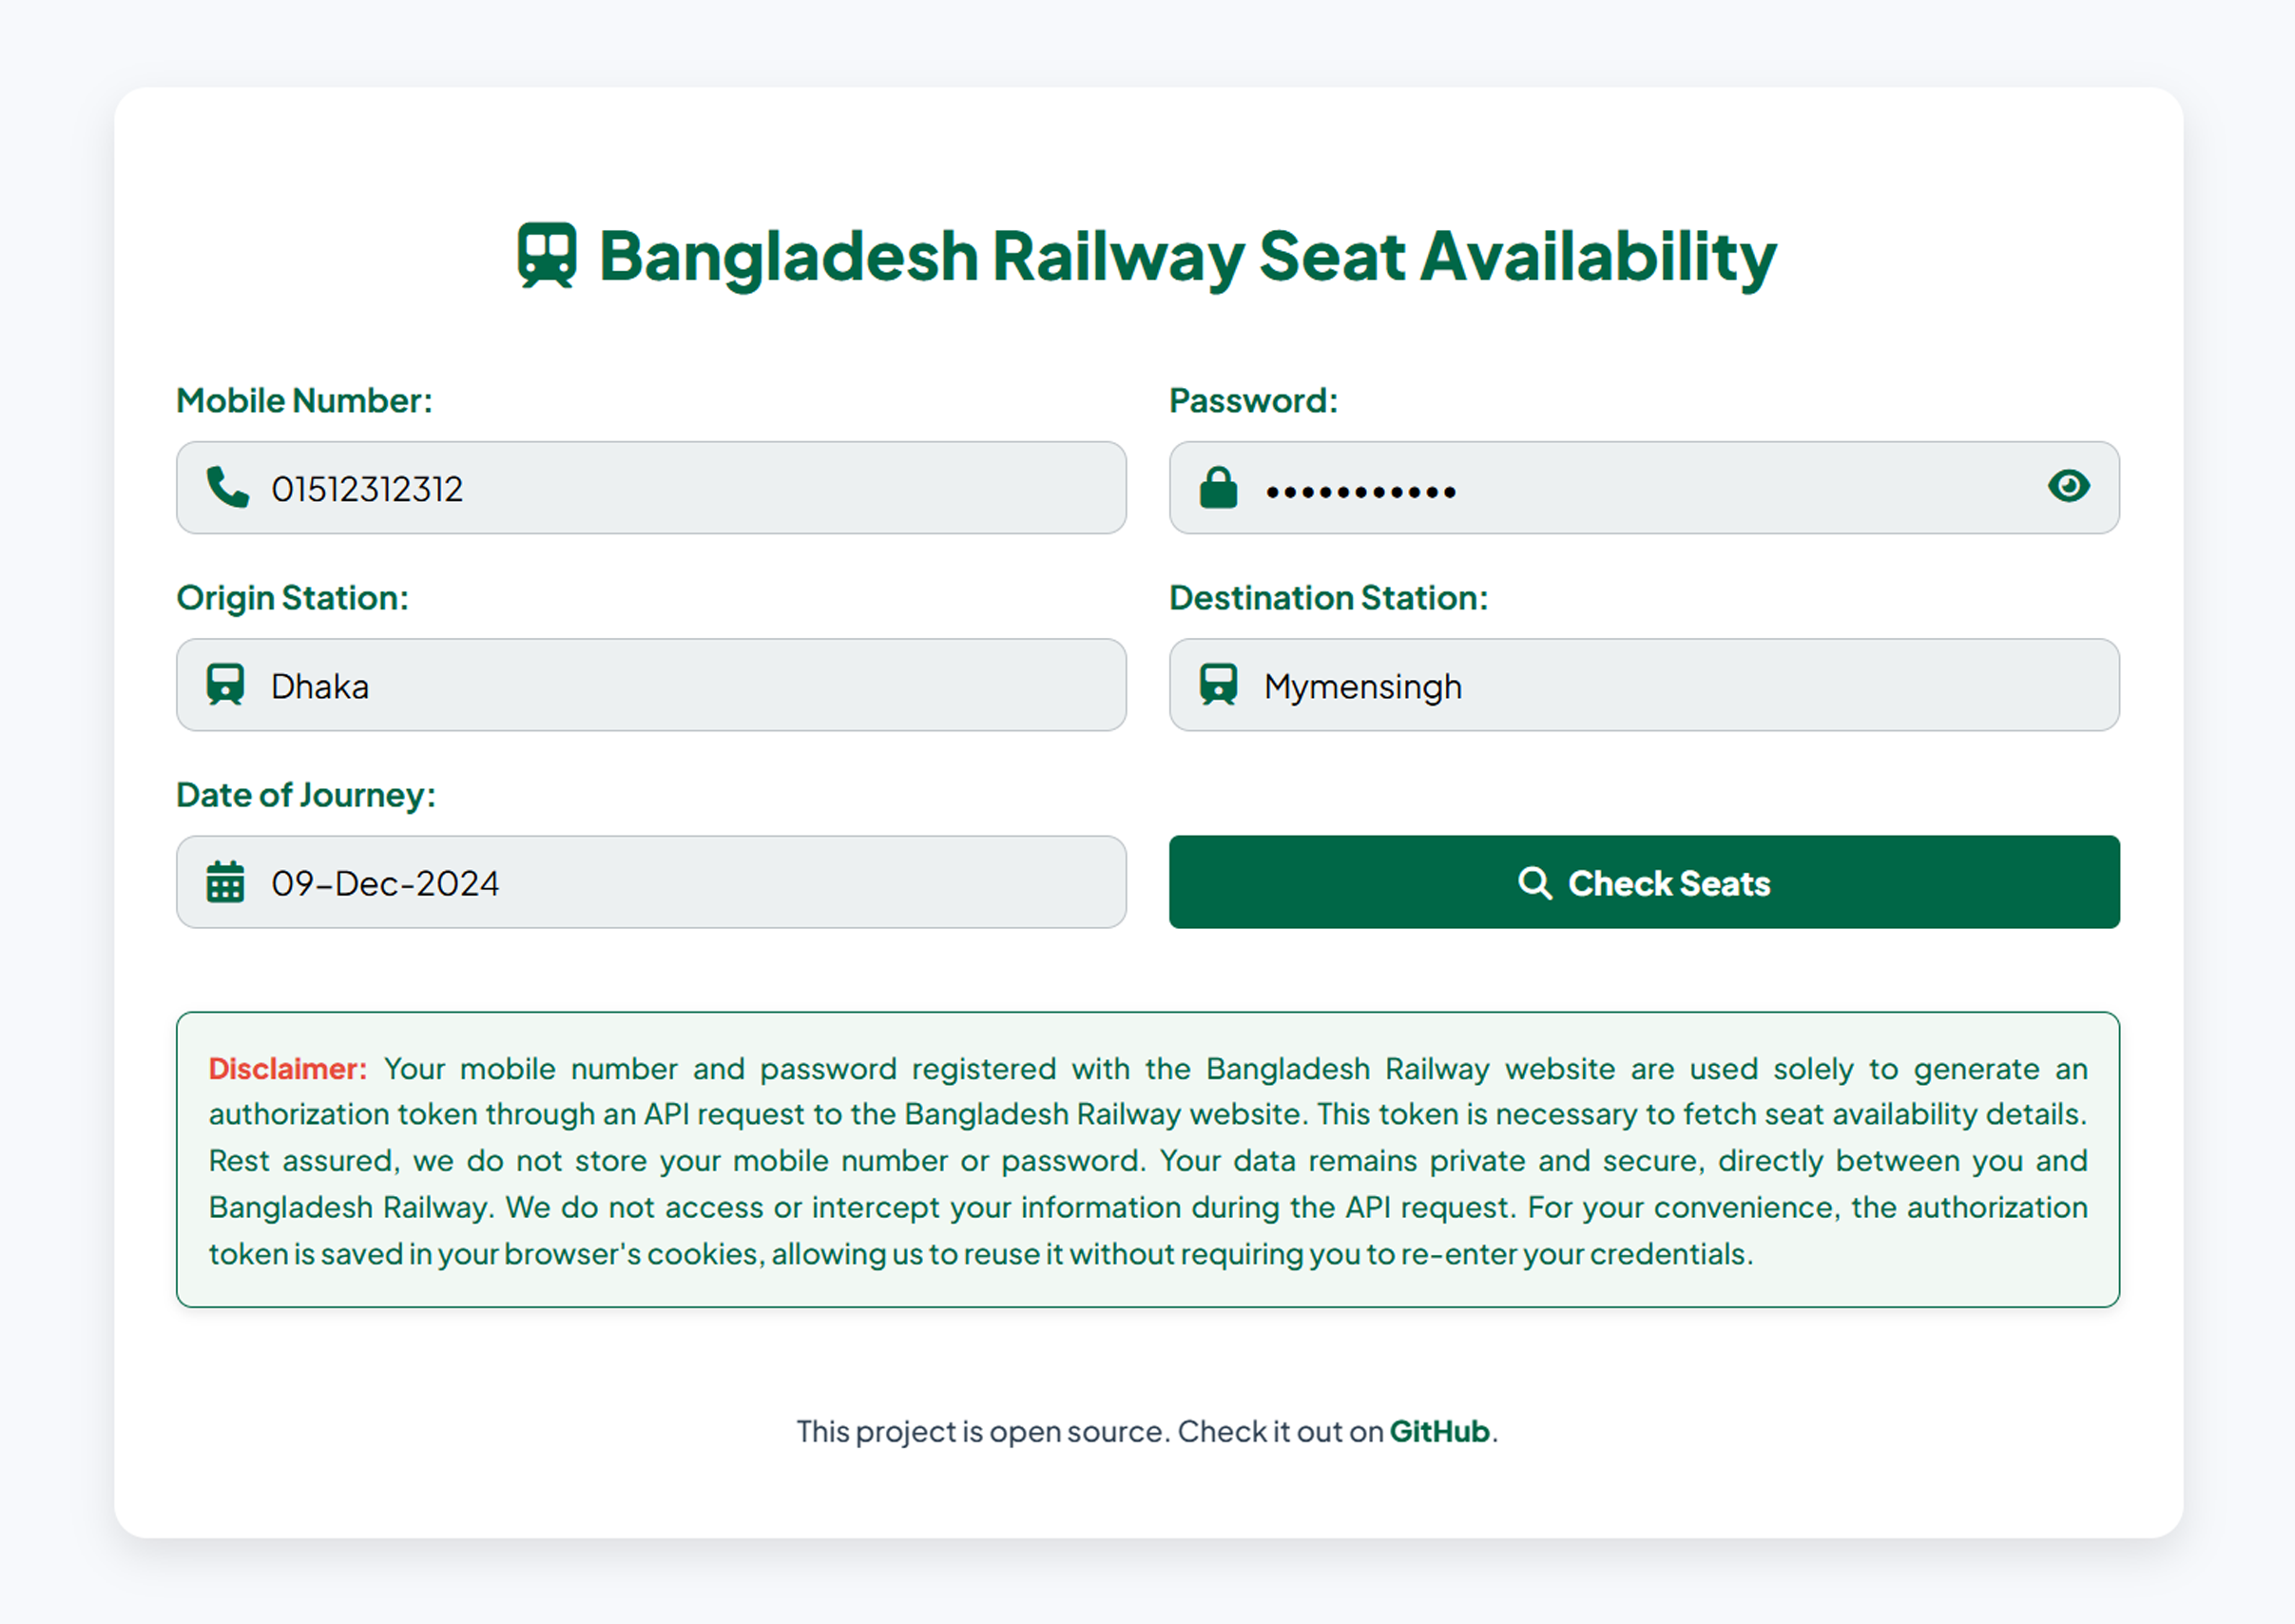 Bangladesh Railway Seat Availability
Mobile Number:
Password:
01512312312
•••••••••••
Origin Station:
Destination Station:
Dhaka
Mymensingh
Date of Journey:
09-Dec-2024
Check Seats
Disclaimer: Your mobile number and password registered with the Bangladesh Railway website are used solely to generate an
authorization token through an API request to the Bangladesh Railway website. This token is necessary to fetch seat availability details.
Rest assured, we do not store your mobile number or password. Your data remains private and secure, directly between you and
Bangladesh Railway. We do not access or intercept your information during the API request. For your convenience, the authorization
token is saved in your browser's cookies, allowing us to reuse it without requiring you to re-enter your credentials.
This project is open source. Check it out on GitHub.